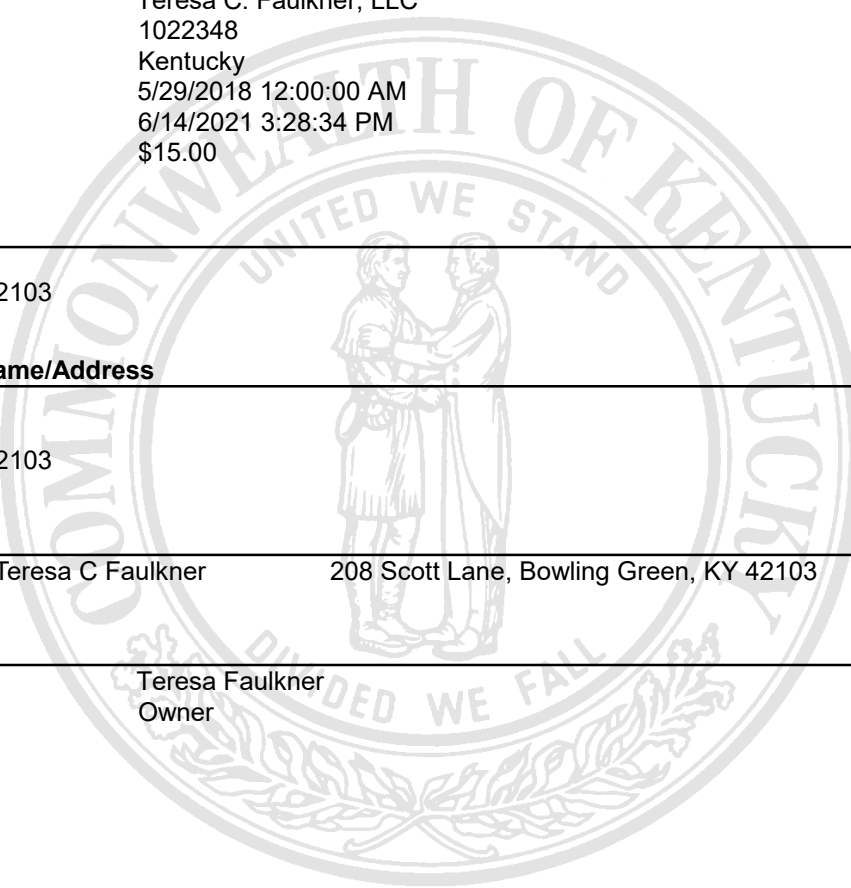 Teresa C. Faulkner, LLC
1022348
Kentucky
5/29/2018 12:00:00 AM
6/14/2021 3:28:34 PM
$15.00
COMMONWEALTH OF KENTUCKY
UNITED WE STAND
2103
ame/Address
2103
Teresa C Faulkner 208 Scott Lane, Bowling Green, KY 42103
DIVIDED WE FALL
Teresa Faulkner
Owner